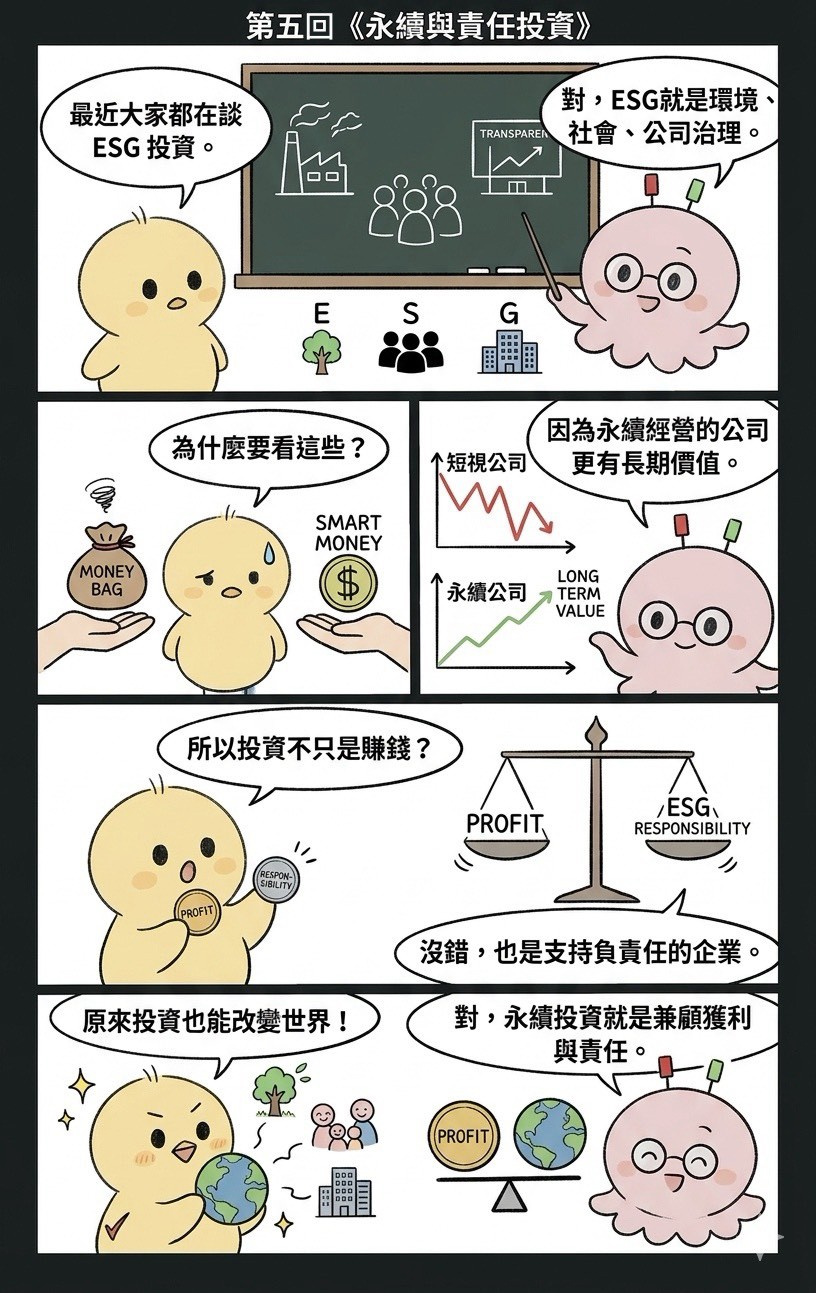 第五回《永續與責任投資》
最近大家都在談
ESG 投資。
對，ESG就是環境、
社會、公司治理。
TRANSPAREN
E S G
為什麼要看這些？
MONEY
BAG
SMART
MONEY
$
因為永續經營的公司
更有長期價值。
短視公司
永續公司
LONG
TERM
VALUE
所以投資不只是賺錢？
RESPON-
SIBILITY
PROFIT
PROFIT
ESG
RESPONSIBILITY
沒錯，也是支持負責任的企業。
原來投資也能改變世界！
對，永續投資就是兼顧獲利
與責任。
PROFIT